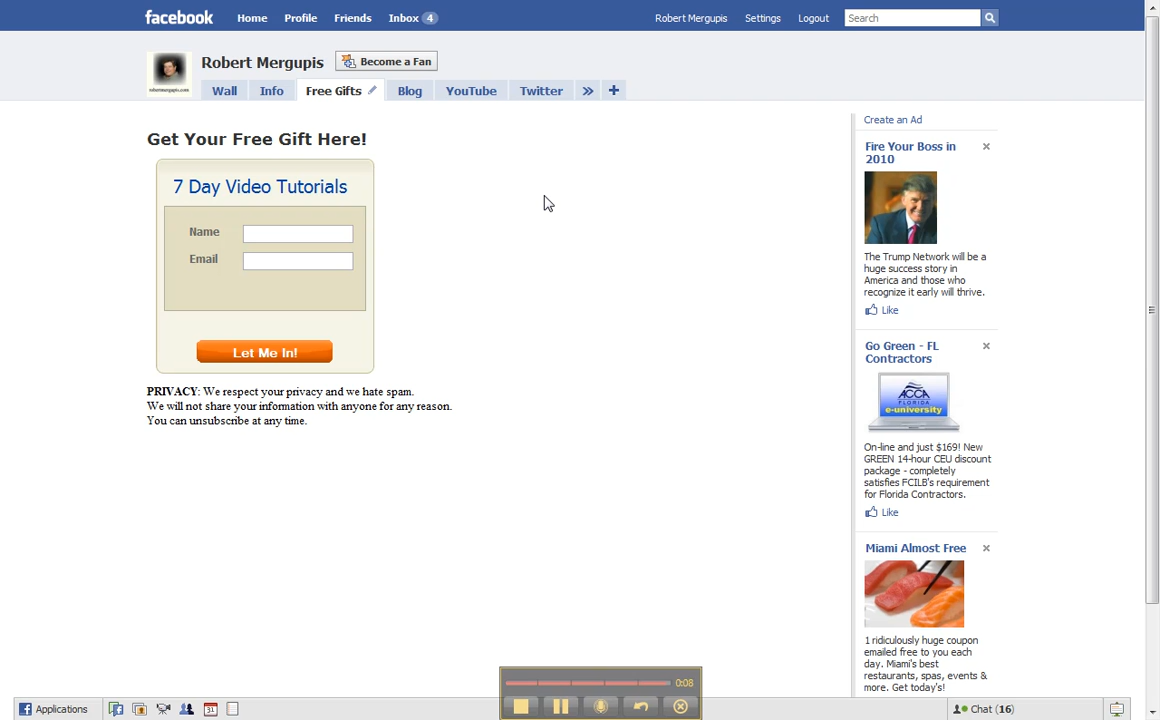 facebook Home Profile Friends Inbox 4 Robert Mergupis Settings Logout Search
Robert Mergupis Become a Fan
robertmergupis.com
Wall Info Free Gifts Blog YouTube Twitter » +
Get Your Free Gift Here!
7 Day Video Tutorials
Name
Email
Let Me In!
PRIVACY: We respect your privacy and we hate spam.
We will not share your information with anyone for any reason.
You can unsubscribe at any time.
Create an Ad
Fire Your Boss in
2010
The Trump Network will be a
huge success story in
America and those who
recognize it early will thrive.
Like
Go Green - FL
Contractors
ACCA
FLORIDA
e-university
On-line and just $169! New
GREEN 14-hour CEU discount
package - completely
satisfies FCILB's requirement
for Florida Contractors.
Like
Miami Almost Free
1 ridiculously huge coupon
emailed free to you each
day. Miami's best
restaurants, spas, events &
more. Get today's!
0:08
Applications 31 Chat (16)